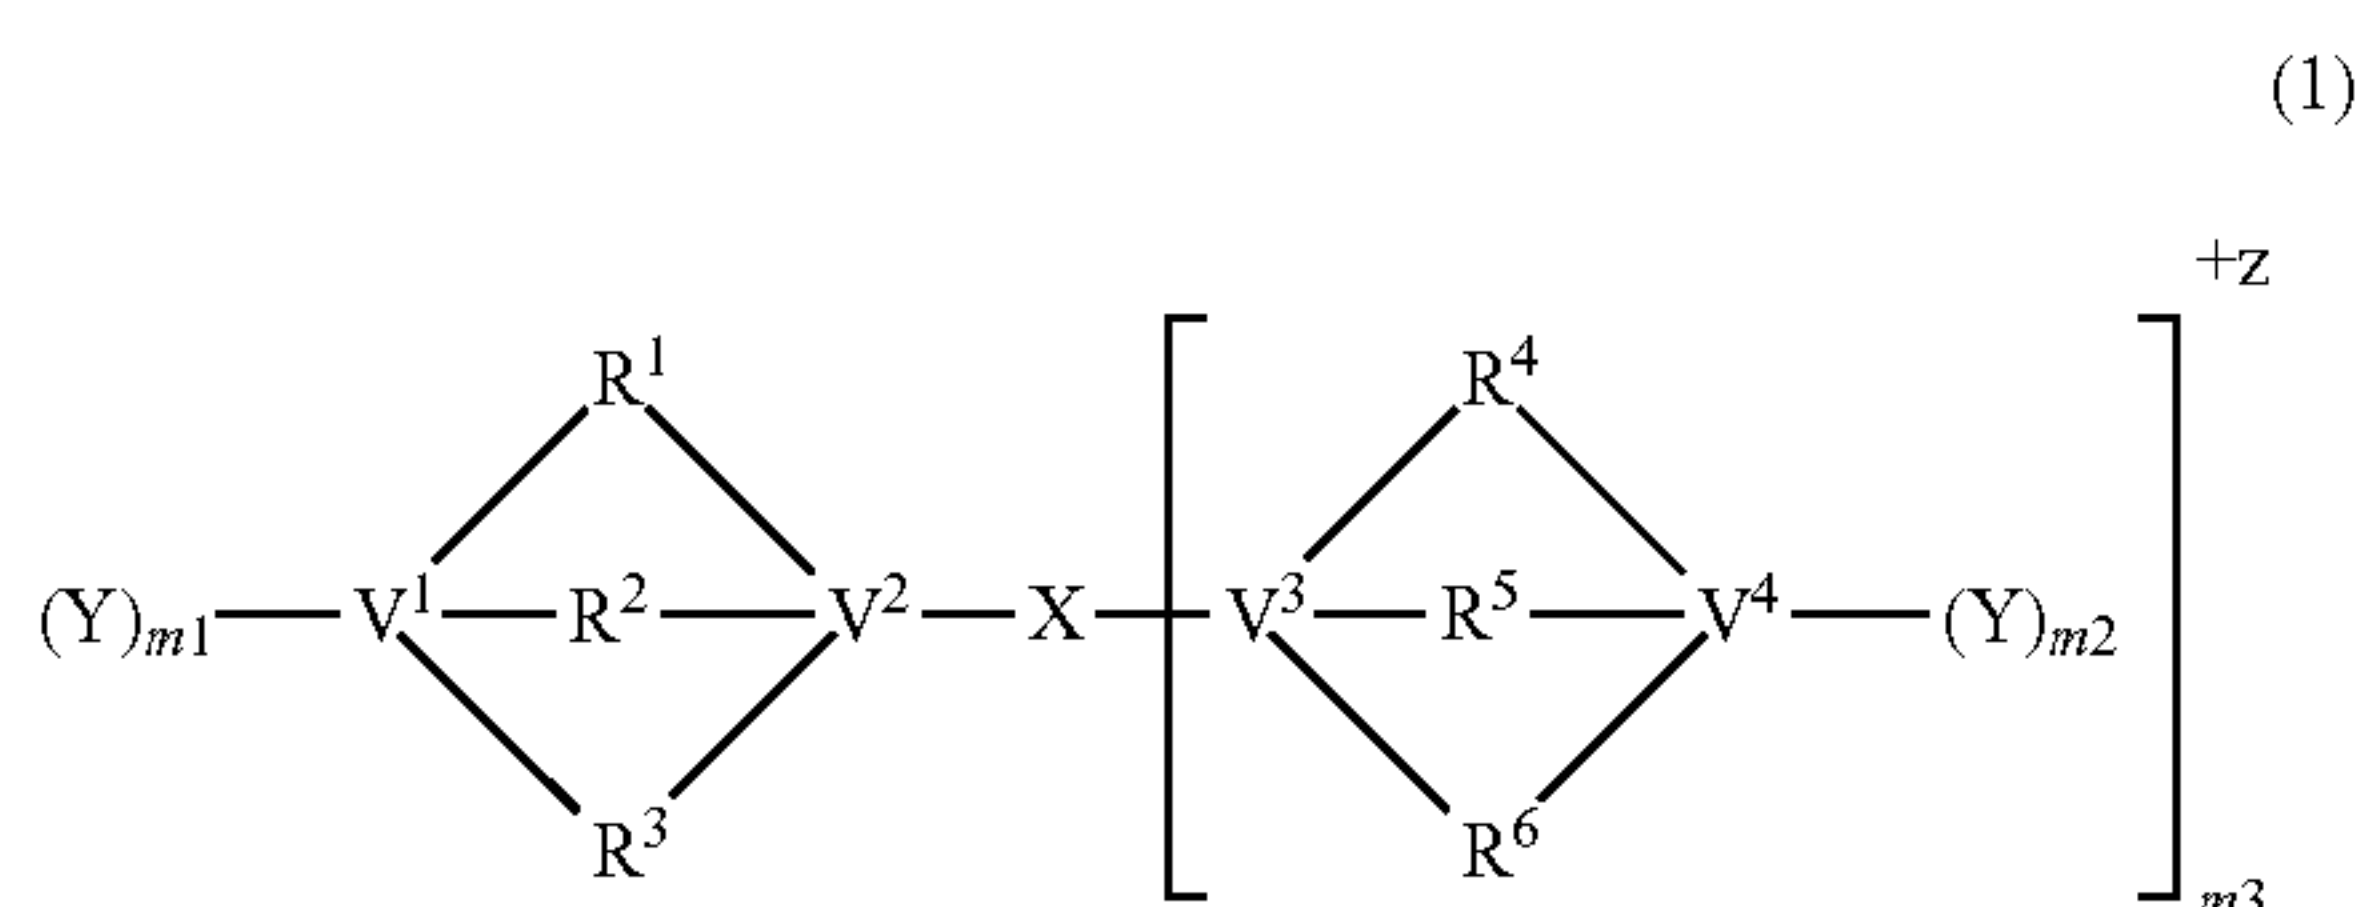 (1)
+z
R¹ R⁴
(Y)m1—V¹—R²—V²—X—[V³—R⁵—V⁴—(Y)m2]
R³ R⁶
m3